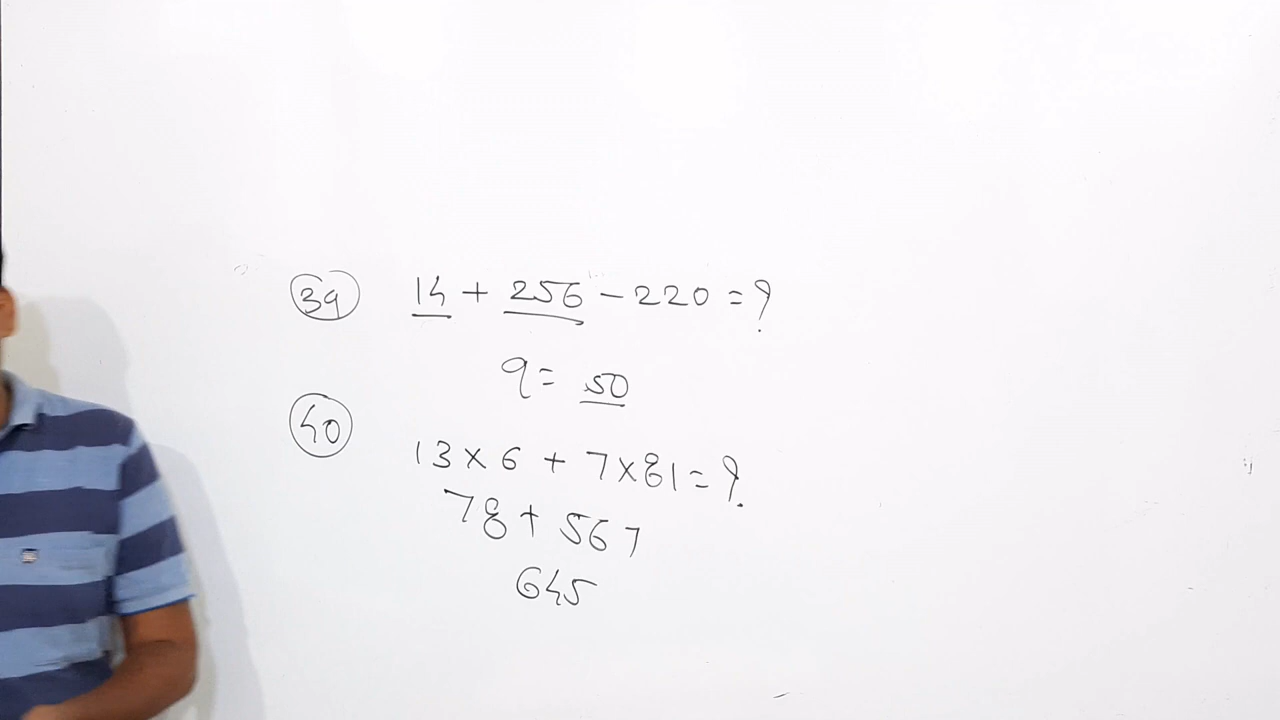 39 14 + 256 - 220 = ?
? = 50
40 13 × 6 + 7 × 81 = ?
78 + 567
645